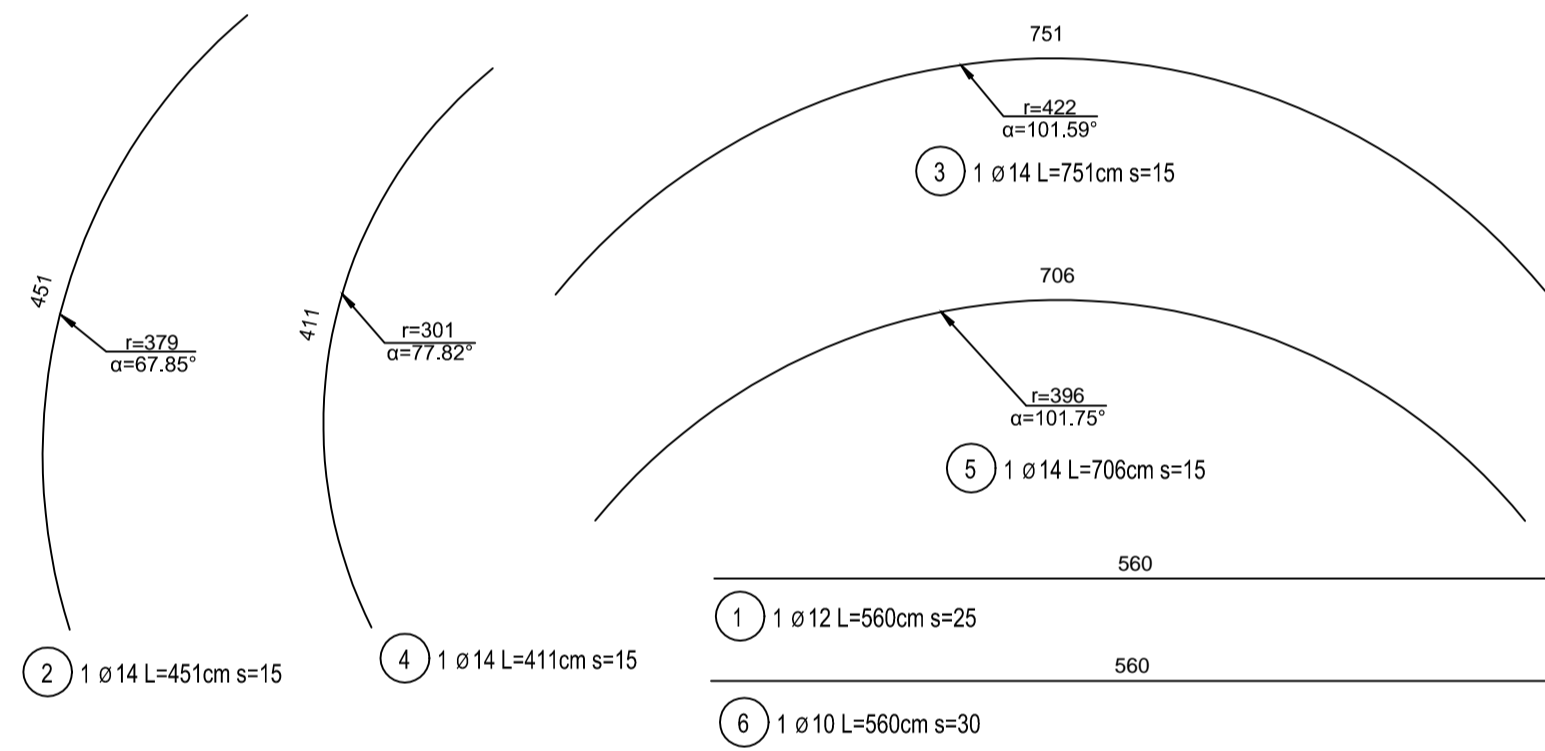 451
r=379
α=67.85°
2 1 ø14 L=451cm s=15
411
r=301
α=77.82°
4 1 ø14 L=411cm s=15
751
r=422
α=101.59°
3 1 ø14 L=751cm s=15
706
r=396
α=101.75°
5 1 ø14 L=706cm s=15
560
1 1 ø12 L=560cm s=25
560
6 1 ø10 L=560cm s=30